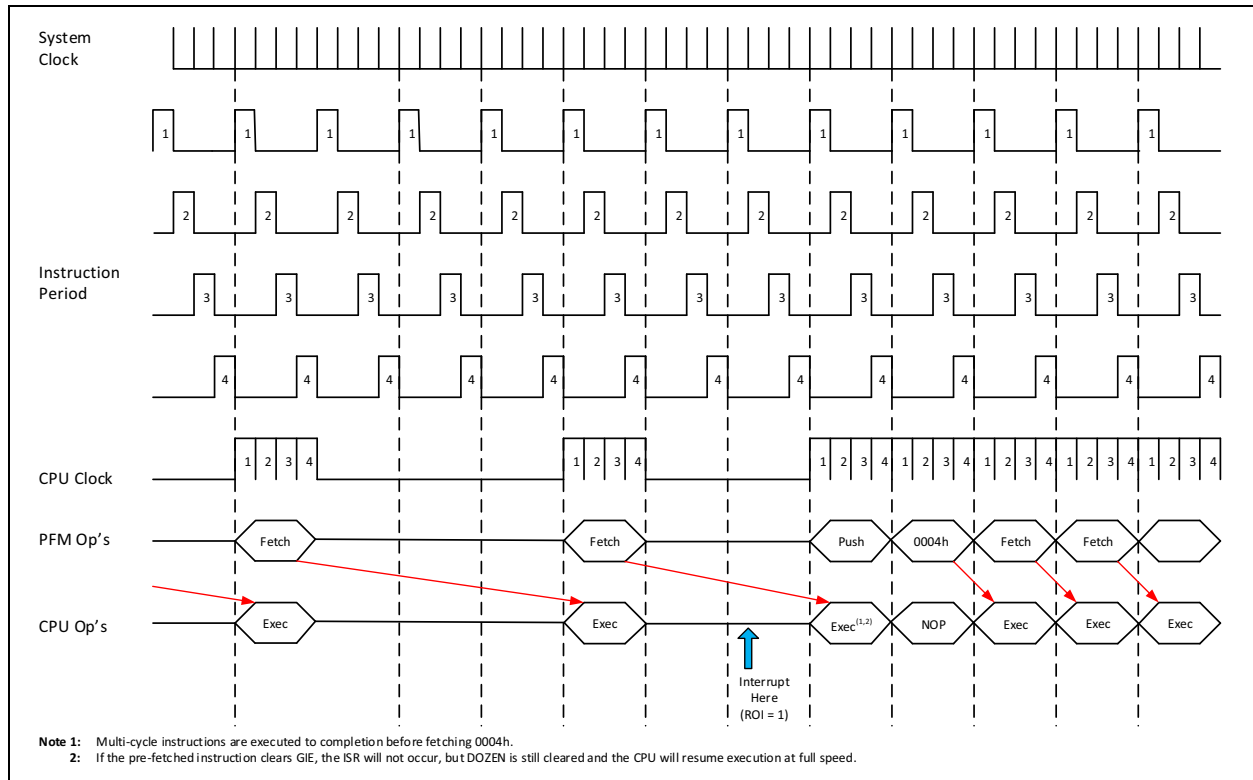 System
Clock
1 1 1 1 1 1 1 1 1 1 1 1 1
2 2 2 2 2 2 2 2 2 2 2 2 2
Instruction
Period
3 3 3 3 3 3 3 3 3 3 3 3 3
4 4 4 4 4 4 4 4 4 4 4 4 4
CPU Clock
1 2 3 4 1 2 3 4 1 2 3 4 1 2 3 4 1 2 3 4 1 2 3 4 1 2 3 4
PFM Op's
Fetch Fetch Push 0004h Fetch Fetch
CPU Op's
Exec Exec Exec(1,2) NOP Exec Exec Exec
Interrupt
Here
(ROI = 1)
Note 1: Multi-cycle instructions are executed to completion before fetching 0004h.
2: If the pre-fetched instruction clears GIE, the ISR will not occur, but DOZEN is still cleared and the CPU will resume execution at full speed.